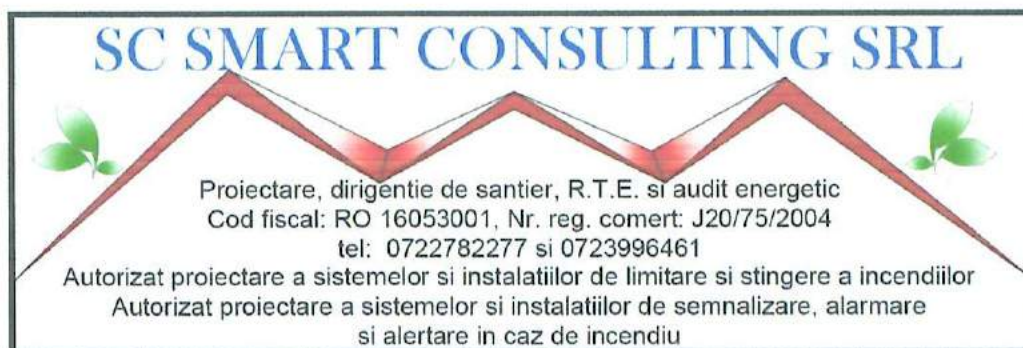 SC SMART CONSULTING SRL
Proiectare, dirigentie de santier, R.T.E. si audit energetic
Cod fiscal: RO 16053001, Nr. reg. comert: J20/75/2004
tel: 0722782277 si 0723996461
Autorizat proiectare a sistemelor si instalatiilor de limitare si stingere a incendiilor
Autorizat proiectare a sistemelor si instalatiilor de semnalizare, alarmare
si alertare in caz de incendiu